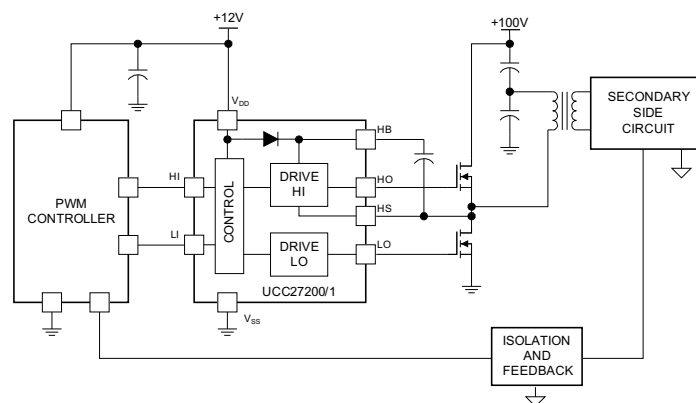 +12V
+100V
SECONDARY
SIDE
CIRCUIT
V_DD
HB
PWM
CONTROLLER
HI
LI
CONTROL
DRIVE
HI
HO
HS
DRIVE
LO
LO
UCC27200/1
V_SS
ISOLATION
AND
FEEDBACK